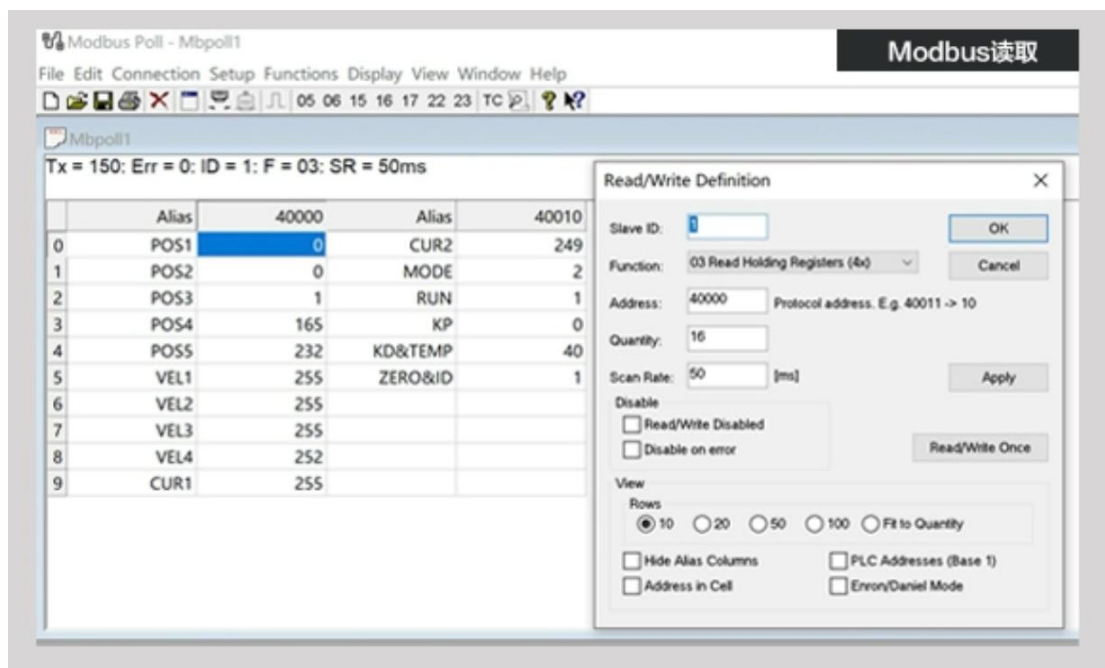 Modbus Poll - Mbpoll1
Modbus读取
File Edit Connection Setup Functions Display View Window Help
05 06 15 16 17 22 23 TC
Mbpoll1
Tx = 150: Err = 0: ID = 1: F = 03: SR = 50ms
Alias 40000 Alias 40010
0 POS1 0 CUR2 249
1 POS2 0 MODE 2
2 POS3 1 RUN 1
3 POS4 165 KP 0
4 POS5 232 KD&TEMP 40
5 VEL1 255 ZERO&ID 1
6 VEL2 255
7 VEL3 255
8 VEL4 252
9 CUR1 255
Read/Write Definition
Slave ID: 1 OK
Function: 03 Read Holding Registers (4x) Cancel
Address: 40000 Protocol address. E.g. 40011 -> 10
Quantity: 16
Scan Rate: 50 [ms] Apply
Disable
Read/Write Disabled
Disable on error
Read/Write Once
View
Rows
10 20 50 100 Fit to Quantity
Hide Alias Columns PLC Addresses (Base 1)
Address in Cell Enron/Daniel Mode